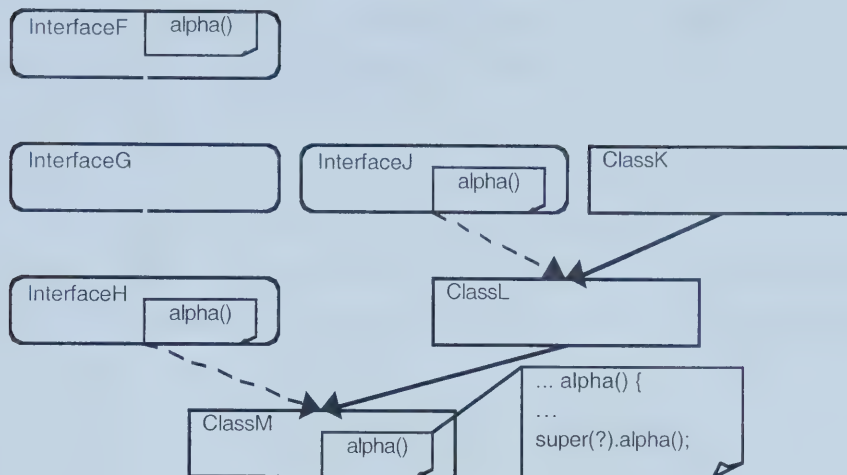 InterfaceF
alpha()
InterfaceG
InterfaceJ
alpha()
ClassK
InterfaceH
alpha()
ClassL
ClassM
alpha()
... alpha() {
...
super(?).alpha();